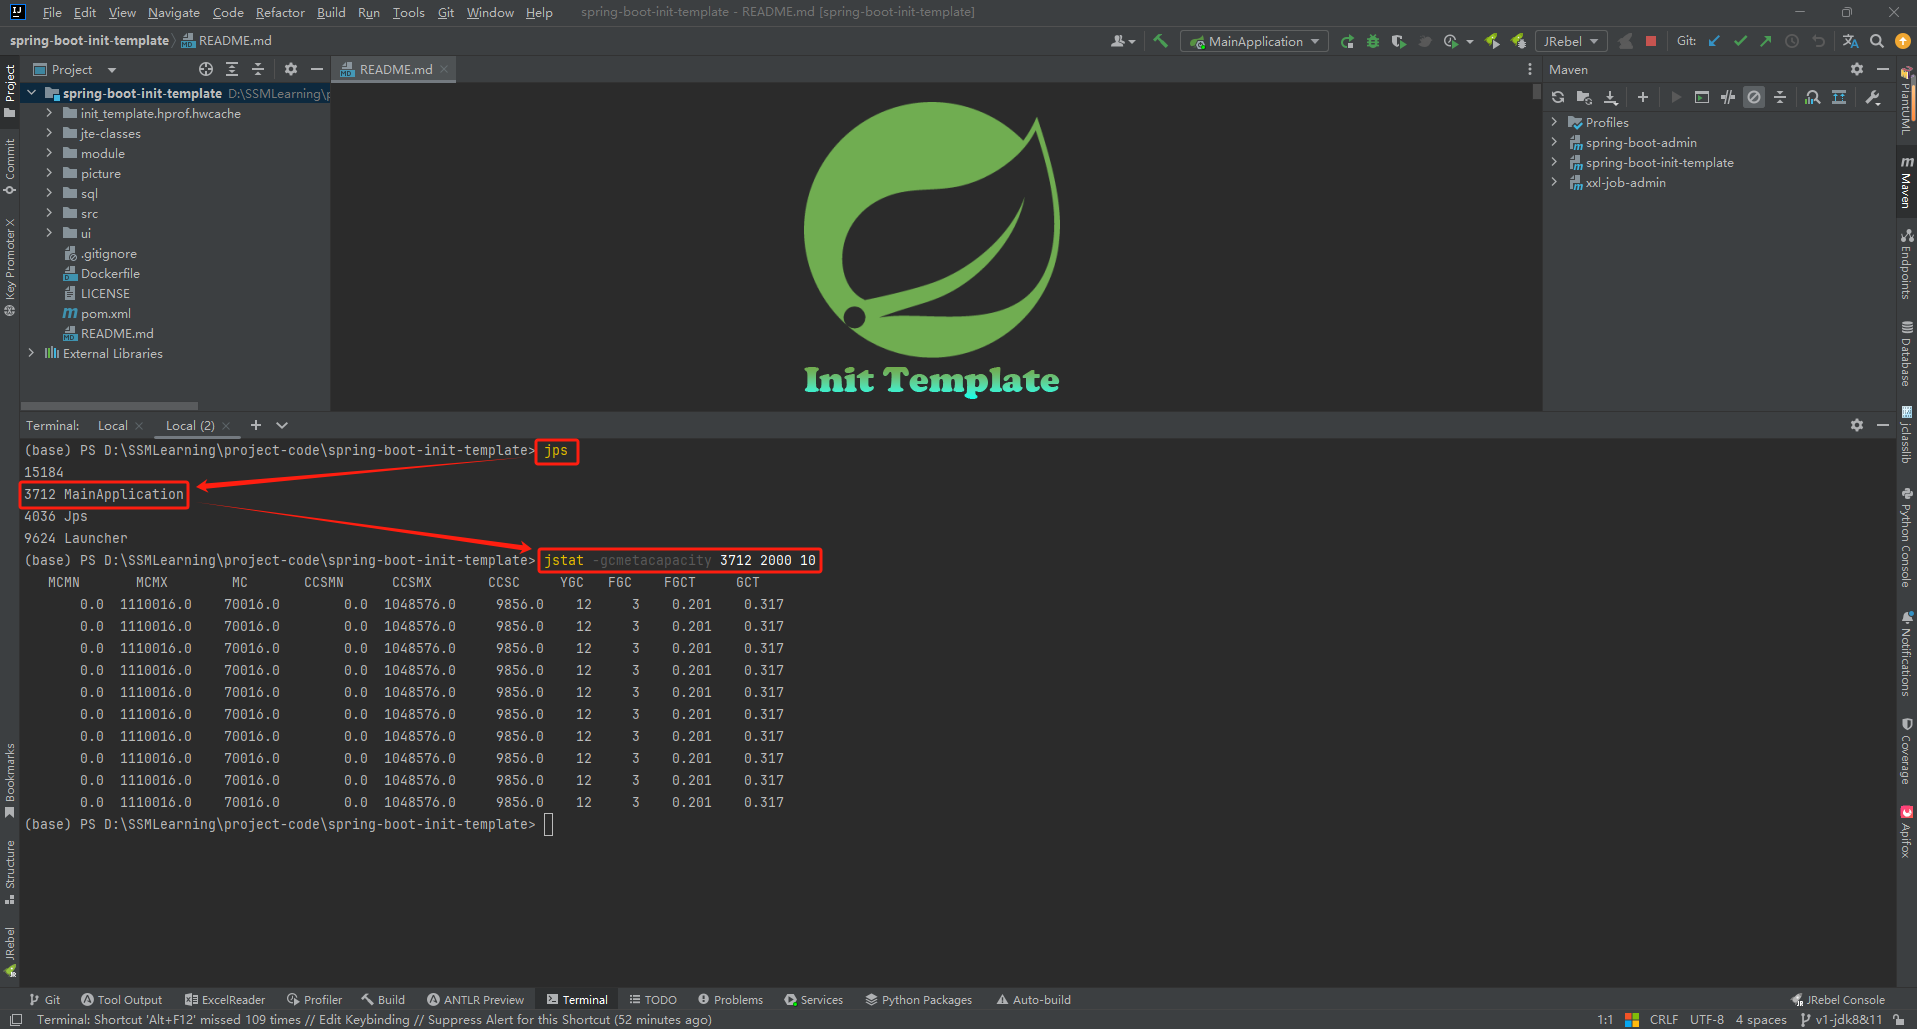 File Edit View Navigate Code Refactor Build Run Tools Git Window Help spring-boot-init-template - README.md [spring-boot-init-template]
spring-boot-init-template README.md MainApplication JRebel Git:
Project README.md Maven
spring-boot-init-template D:\SSMLearning\
init_template.hprof.hwcache
jte-classes
module
picture
sql
src
ui
.gitignore
Dockerfile
LICENSE
pom.xml
README.md
External Libraries
Init Template
Profiles
spring-boot-admin
spring-boot-init-template
xxl-job-admin
Project
Commit
Key Promoter X
Bookmarks
Structure
JRebel
PlantUML
Maven
Endpoints
Database
jclasslib
Python Console
Notifications
Coverage
Apifox
Terminal: Local Local (2)
(base) PS D:\SSMLearning\project-code\spring-boot-init-template> jps
15184
3712 MainApplication
4036 Jps
9624 Launcher
(base) PS D:\SSMLearning\project-code\spring-boot-init-template> jstat -gcmetacapacity 3712 2000 10
MCMN MCMX MC CCSMN CCSMX CCSC YGC FGC FGCT GCT
0.0 1110016.0 70016.0 0.0 1048576.0 9856.0 12 3 0.201 0.317
0.0 1110016.0 70016.0 0.0 1048576.0 9856.0 12 3 0.201 0.317
0.0 1110016.0 70016.0 0.0 1048576.0 9856.0 12 3 0.201 0.317
0.0 1110016.0 70016.0 0.0 1048576.0 9856.0 12 3 0.201 0.317
0.0 1110016.0 70016.0 0.0 1048576.0 9856.0 12 3 0.201 0.317
0.0 1110016.0 70016.0 0.0 1048576.0 9856.0 12 3 0.201 0.317
0.0 1110016.0 70016.0 0.0 1048576.0 9856.0 12 3 0.201 0.317
0.0 1110016.0 70016.0 0.0 1048576.0 9856.0 12 3 0.201 0.317
0.0 1110016.0 70016.0 0.0 1048576.0 9856.0 12 3 0.201 0.317
0.0 1110016.0 70016.0 0.0 1048576.0 9856.0 12 3 0.201 0.317
(base) PS D:\SSMLearning\project-code\spring-boot-init-template>
Git Tool Output ExcelReader Profiler Build ANTLR Preview Terminal TODO Problems Services Python Packages Auto-build JRebel Console
Terminal: Shortcut 'Alt+F12' missed 109 times // Edit Keybinding // Suppress Alert for this Shortcut (52 minutes ago) 1:1 CRLF UTF-8 4 spaces v1-jdk8&11